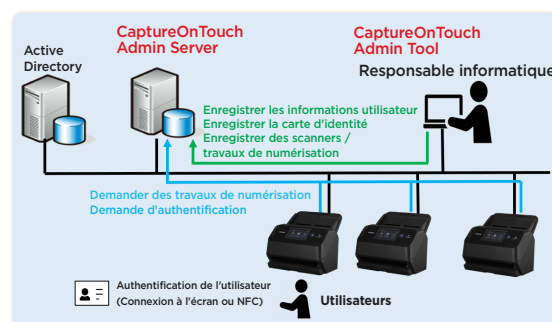 CaptureOnTouch
Admin Server
CaptureOnTouch
Admin Tool
Active
Directory
Responsable informatique
Enregistrer les informations utilisateur
Enregistrer la carte d'identité
Enregistrer des scanners /
travaux de numérisation
Demander des travaux de numérisation
Demande d'authentification
Authentification de l'utilisateur
(Connexion à l'écran ou NFC)
Utilisateurs